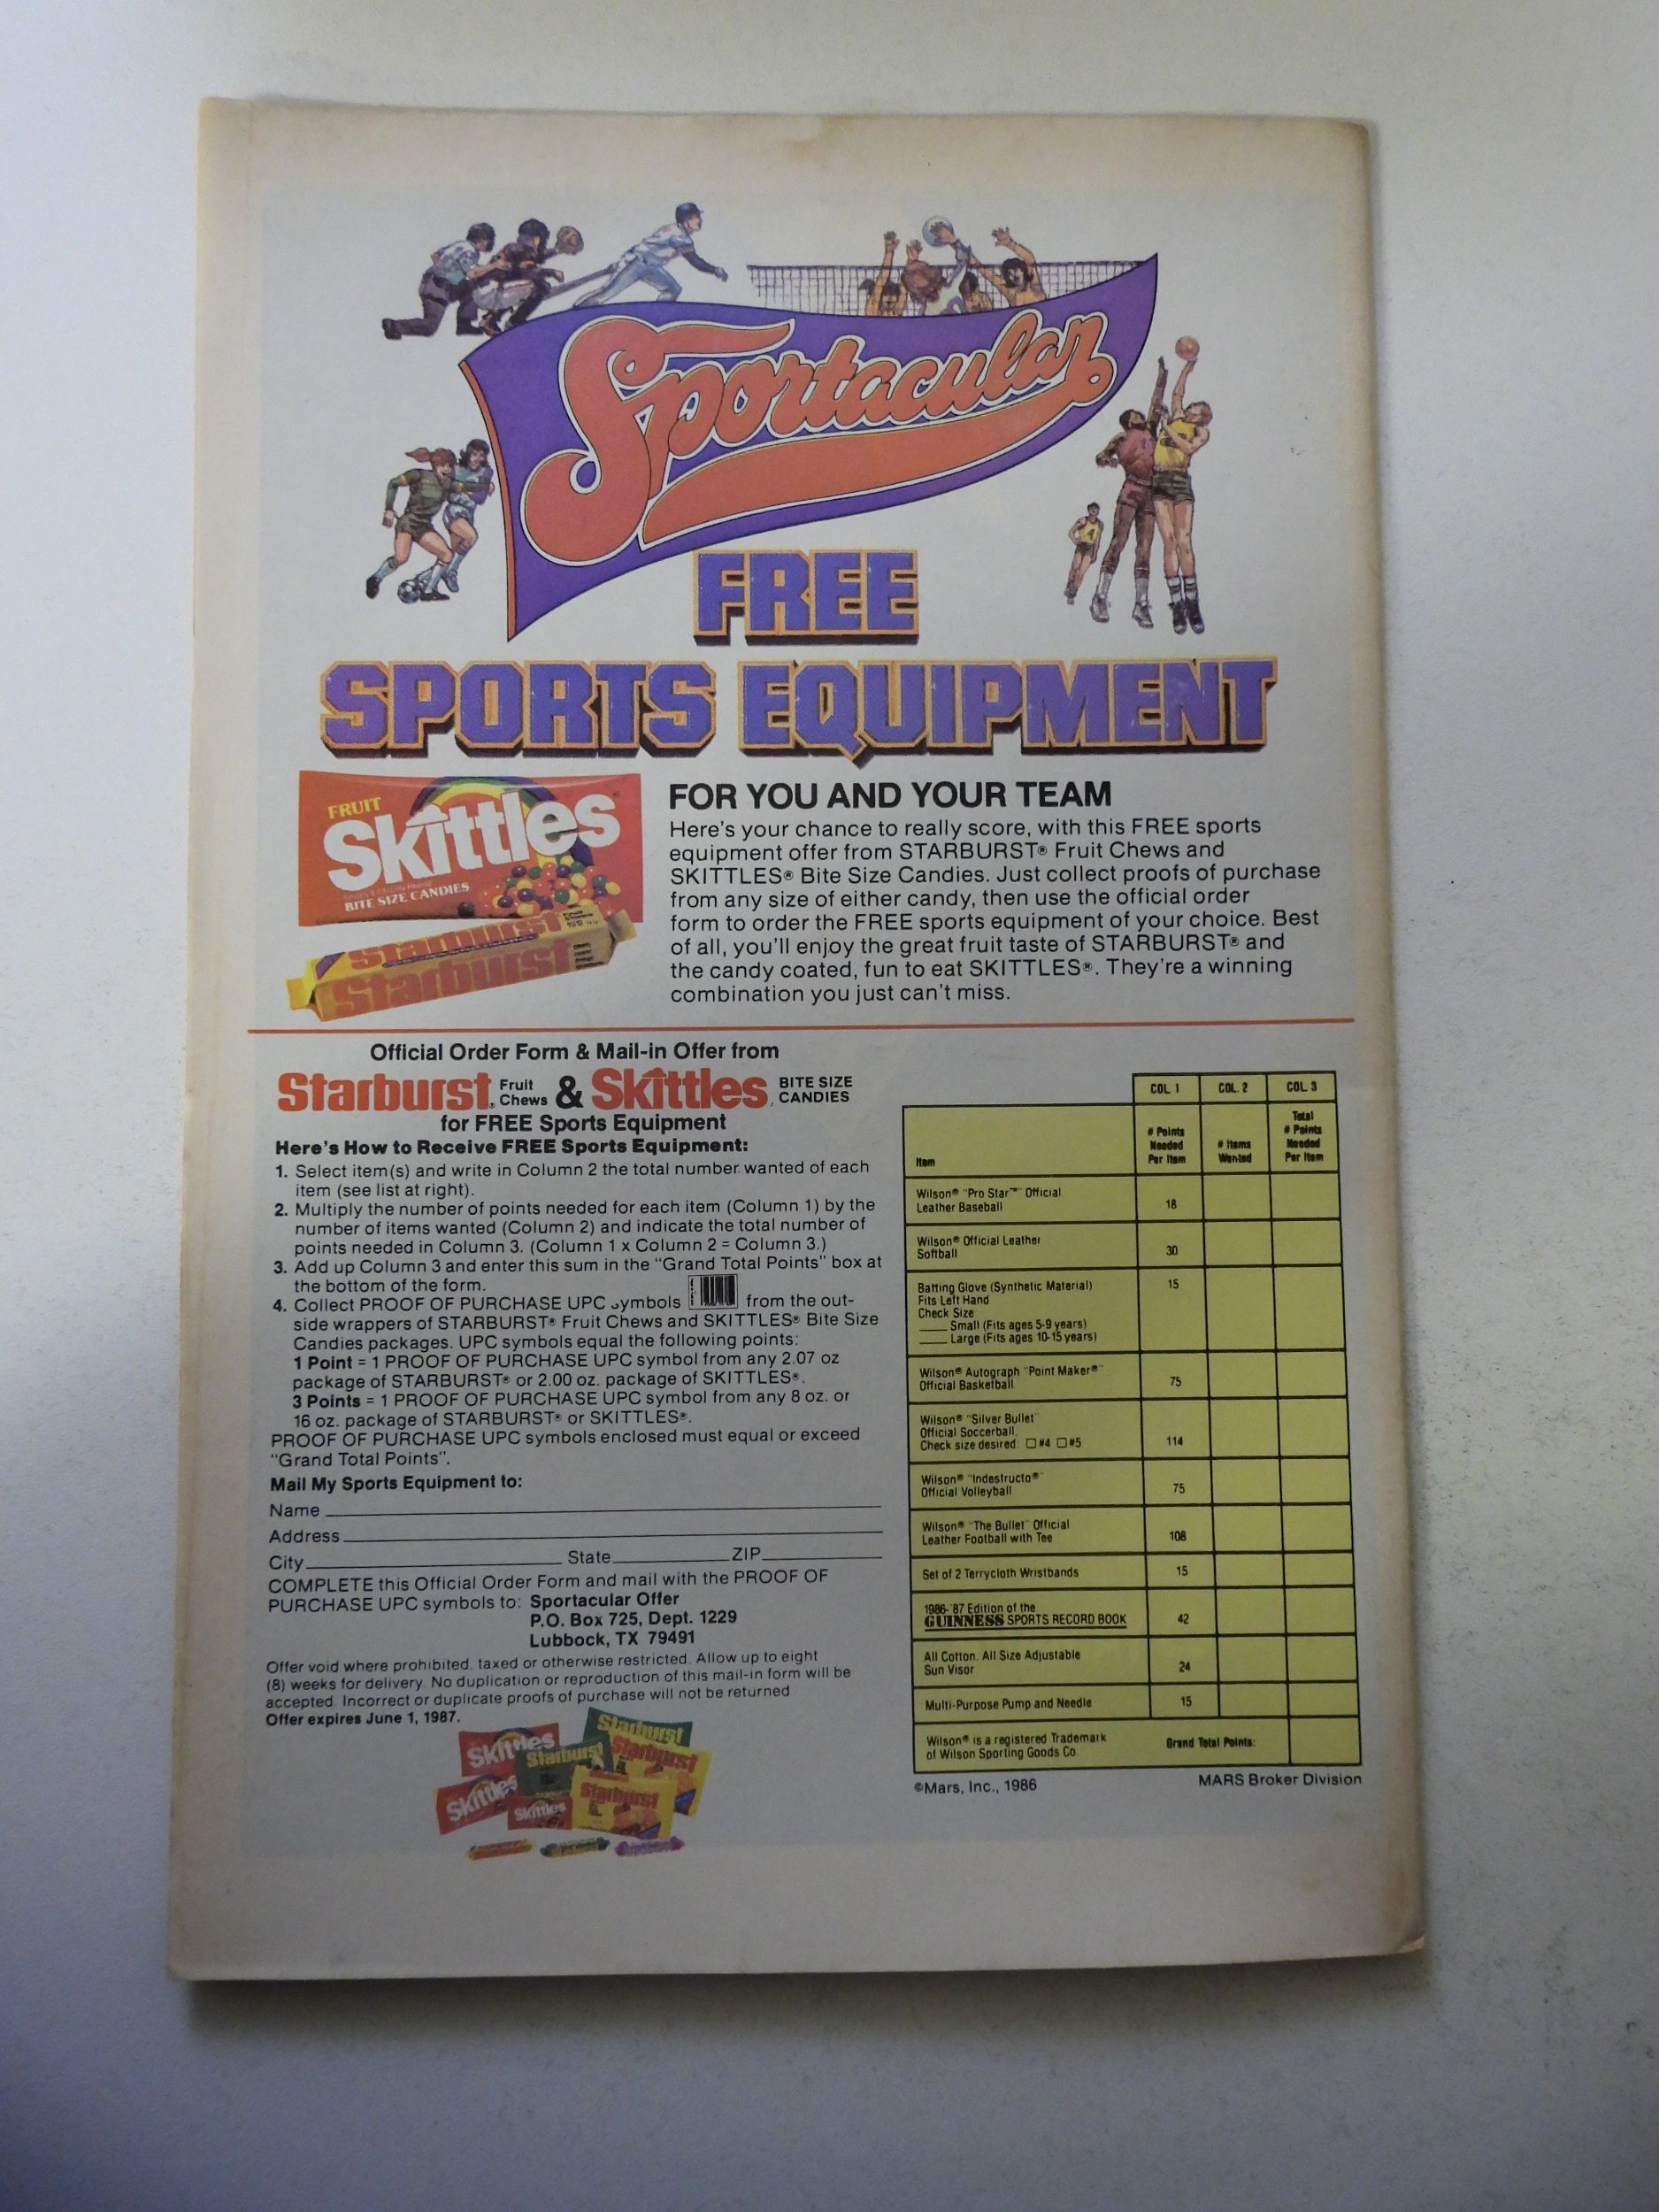 Sportacular
FREE
SPORTS EQUIPMENT
FRUIT
Skittles
BITE SIZE CANDIES
Starburst
Starburst
FOR YOU AND YOUR TEAM
Here's your chance to really score, with this FREE sports
equipment offer from STARBURST® Fruit Chews and
SKITTLES® Bite Size Candies. Just collect proofs of purchase
from any size of either candy, then use the official order
form to order the FREE sports equipment of your choice. Best
of all, you'll enjoy the great fruit taste of STARBURST® and
the candy coated, fun to eat SKITTLES®. They're a winning
combination you just can't miss.
Official Order Form & Mail-in Offer from
Starburst® Fruit Chews & Skittles® BITE SIZE CANDIES
for FREE Sports Equipment
Here's How to Receive FREE Sports Equipment:
1. Select item(s) and write in Column 2 the total number wanted of each
item (see list at right).
2. Multiply the number of points needed for each item (Column 1) by the
number of items wanted (Column 2) and indicate the total number of
points needed in Column 3. (Column 1 x Column 2 = Column 3.)
3. Add up Column 3 and enter this sum in the "Grand Total Points" box at
the bottom of the form.
4. Collect PROOF OF PURCHASE UPC symbols from the out-
side wrappers of STARBURST® Fruit Chews and SKITTLES® Bite Size
Candies packages. UPC symbols equal the following points:
1 Point = 1 PROOF OF PURCHASE UPC symbol from any 2.07 oz
package of STARBURST® or 2.00 oz. package of SKITTLES®.
3 Points = 1 PROOF OF PURCHASE UPC symbol from any 8 oz. or
16 oz. package of STARBURST® or SKITTLES®.
PROOF OF PURCHASE UPC symbols enclosed must equal or exceed
"Grand Total Points".
Mail My Sports Equipment to:
Name
Address
City State ZIP
COMPLETE this Official Order Form and mail with the PROOF OF
PURCHASE UPC symbols to: Sportacular Offer
P.O. Box 725, Dept. 1229
Lubbock, TX 79491
Offer void where prohibited, taxed or otherwise restricted. Allow up to eight
(8) weeks for delivery. No duplication or reproduction of this mail-in form will be
accepted. Incorrect or duplicate proofs of purchase will not be returned
Offer expires June 1, 1987.
Skittles
Starburst
Starburst
Starburst
Skittles
Skittles
Starburst
COL 1 COL. 2 COL 3
Item # Points Needed Per Item # Items Wanted Total # Points Needed Per Item
Wilson® "Pro Star™" Official
Leather Baseball 18
Wilson® Official Leather
Softball 30
Batting Glove (Synthetic Material) 15
Fits Left Hand
Check Size
Small (Fits ages 5-9 years)
Large (Fits ages 10-15 years)
Wilson® Autograph "Point Maker®"
Official Basketball 75
Wilson® "Silver Bullet"
Official Soccerball
Check size desired □ #4 □ #5 114
Wilson® "Indestructo®"
Official Volleyball 75
Wilson® "The Bullet" Official
Leather Football with Tee 108
Set of 2 Terrycloth Wristbands 15
1986-'87 Edition of the
GUINNESS SPORTS RECORD BOOK 42
All Cotton. All Size Adjustable
Sun Visor 24
Multi-Purpose Pump and Needle 15
Wilson® is a registered Trademark
of Wilson Sporting Goods Co Grand Total Points:
©Mars, Inc., 1986 MARS Broker Division